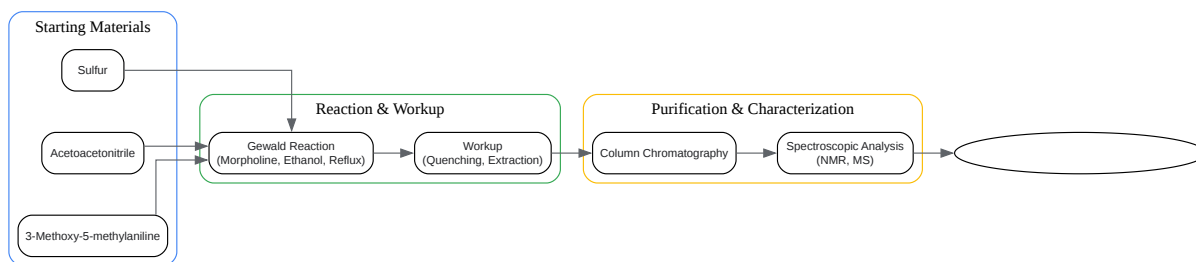 Starting Materials
Sulfur
Acetoacetonitrile
3-Methoxy-5-methylaniline
Reaction & Workup
Gewald Reaction
(Morpholine, Ethanol, Reflux)
Workup
(Quenching, Extraction)
Purification & Characterization
Column Chromatography
Spectroscopic Analysis
(NMR, MS)